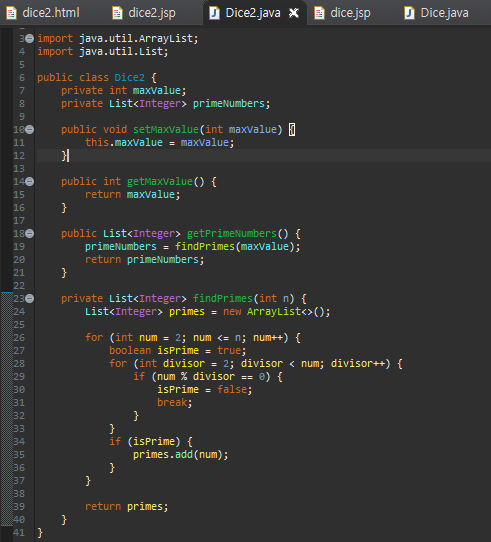 dice2.html dice2.jsp Dice2.java dice.jsp Dice.java
3 import java.util.ArrayList;
4 import java.util.List;
5
6 public class Dice2 {
7     private int maxValue;
8     private List<Integer> primeNumbers;
9
10     public void setMaxValue(int maxValue) {
11         this.maxValue = maxValue;
12     }
13
14     public int getMaxValue() {
15         return maxValue;
16     }
17
18     public List<Integer> getPrimeNumbers() {
19         primeNumbers = findPrimes(maxValue);
20         return primeNumbers;
21     }
22
23     private List<Integer> findPrimes(int n) {
24         List<Integer> primes = new ArrayList<>();
25
26         for (int num = 2; num <= n; num++) {
27             boolean isPrime = true;
28             for (int divisor = 2; divisor < num; divisor++) {
29                 if (num % divisor == 0) {
30                     isPrime = false;
31                     break;
32                 }
33             }
34             if (isPrime) {
35                 primes.add(num);
36             }
37         }
38
39         return primes;
40     }
41 }